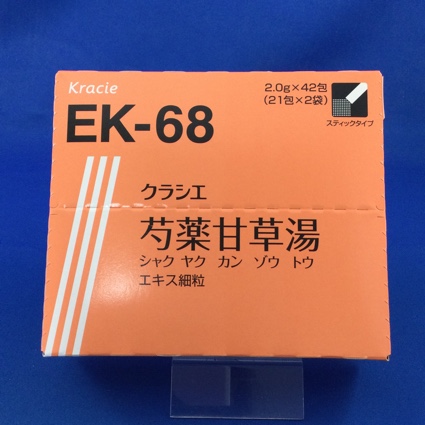 Kracie
2.0g×42包
(21包×2袋)
EK-68
スティックタイプ
クラシエ
芍薬甘草湯
シャク ヤク カン ゾウ トウ
エキス細粒